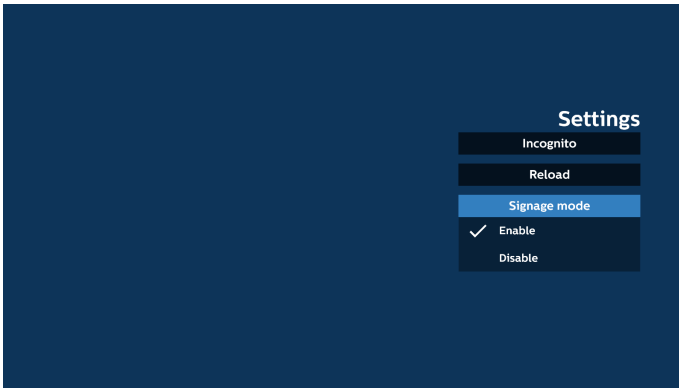 Settings
Incognito
Reload
Signage mode
Enable
Disable